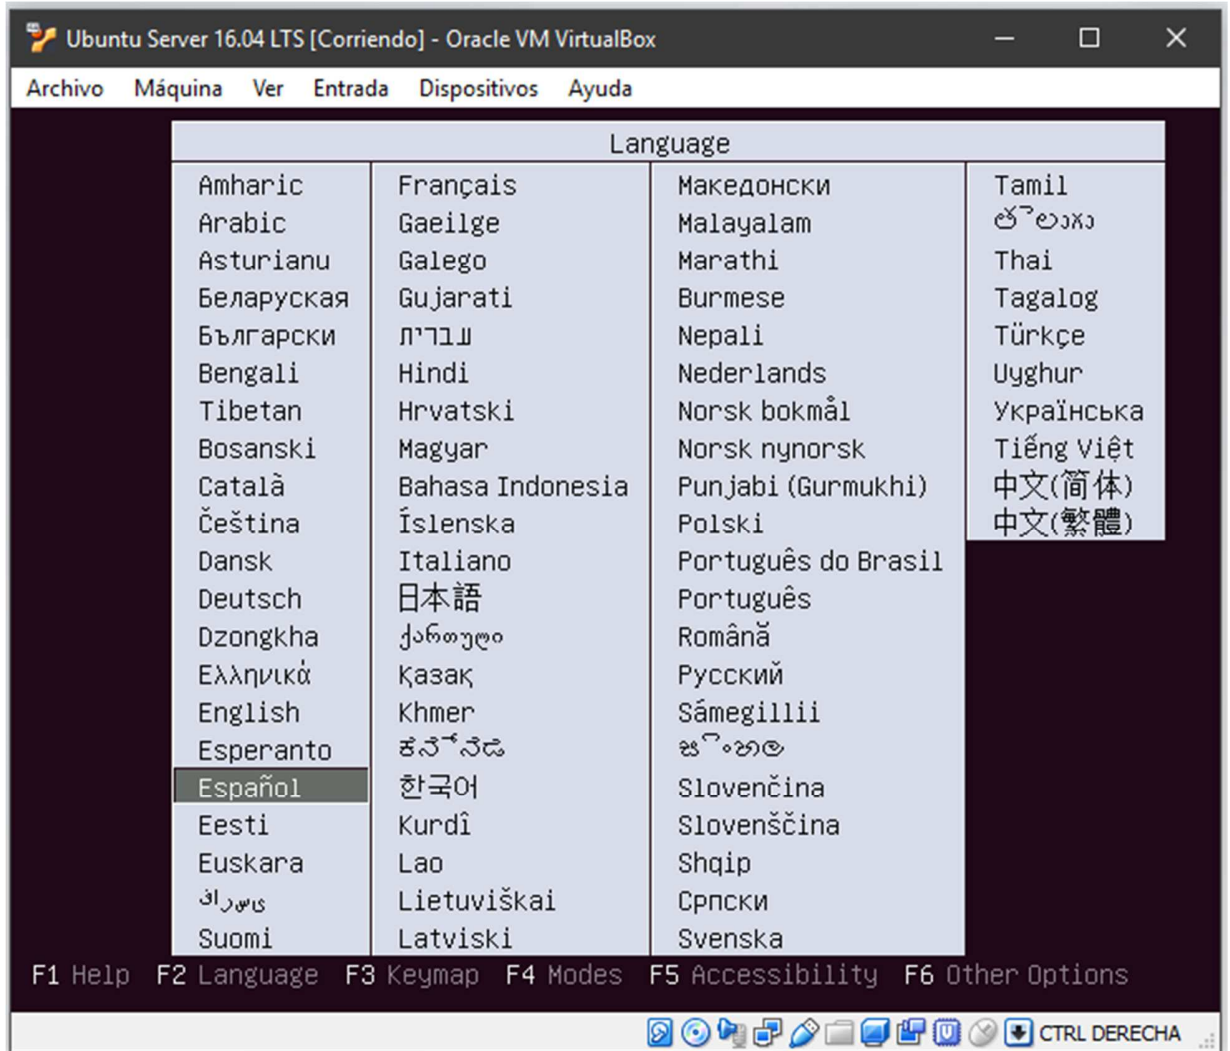 Ubuntu Server 16.04 LTS [Corriendo] - Oracle VM VirtualBox
Archivo Máquina Ver Entrada Dispositivos Ayuda
Language
Amharic
Arabic
Asturianu
Беларуская
Български
Bengali
Tibetan
Bosanski
Català
Čeština
Dansk
Deutsch
Dzongkha
Ελληνικά
English
Esperanto
Español
Eesti
Euskara
فارسی
Suomi
Français
Gaeilge
Galego
Gujarati
עברית
Hindi
Hrvatski
Magyar
Bahasa Indonesia
Íslenska
Italiano
日本語
ქართული
Қазақ
Khmer
ಕನ್ನಡ
한국어
Kurdî
Lao
Lietuviškai
Latviski
Македонски
Malayalam
Marathi
Burmese
Nepali
Nederlands
Norsk bokmål
Norsk nynorsk
Punjabi (Gurmukhi)
Polski
Português do Brasil
Português
Română
Русский
Sámegillii
සිංහල
Slovenčina
Slovenščina
Shqip
Српски
Svenska
Tamil
తెలుగు
Thai
Tagalog
Türkçe
Uyghur
Українська
Tiếng Việt
中文(简体)
中文(繁體)
F1 Help F2 Language F3 Keymap F4 Modes F5 Accessibility F6 Other Options
CTRL DERECHA